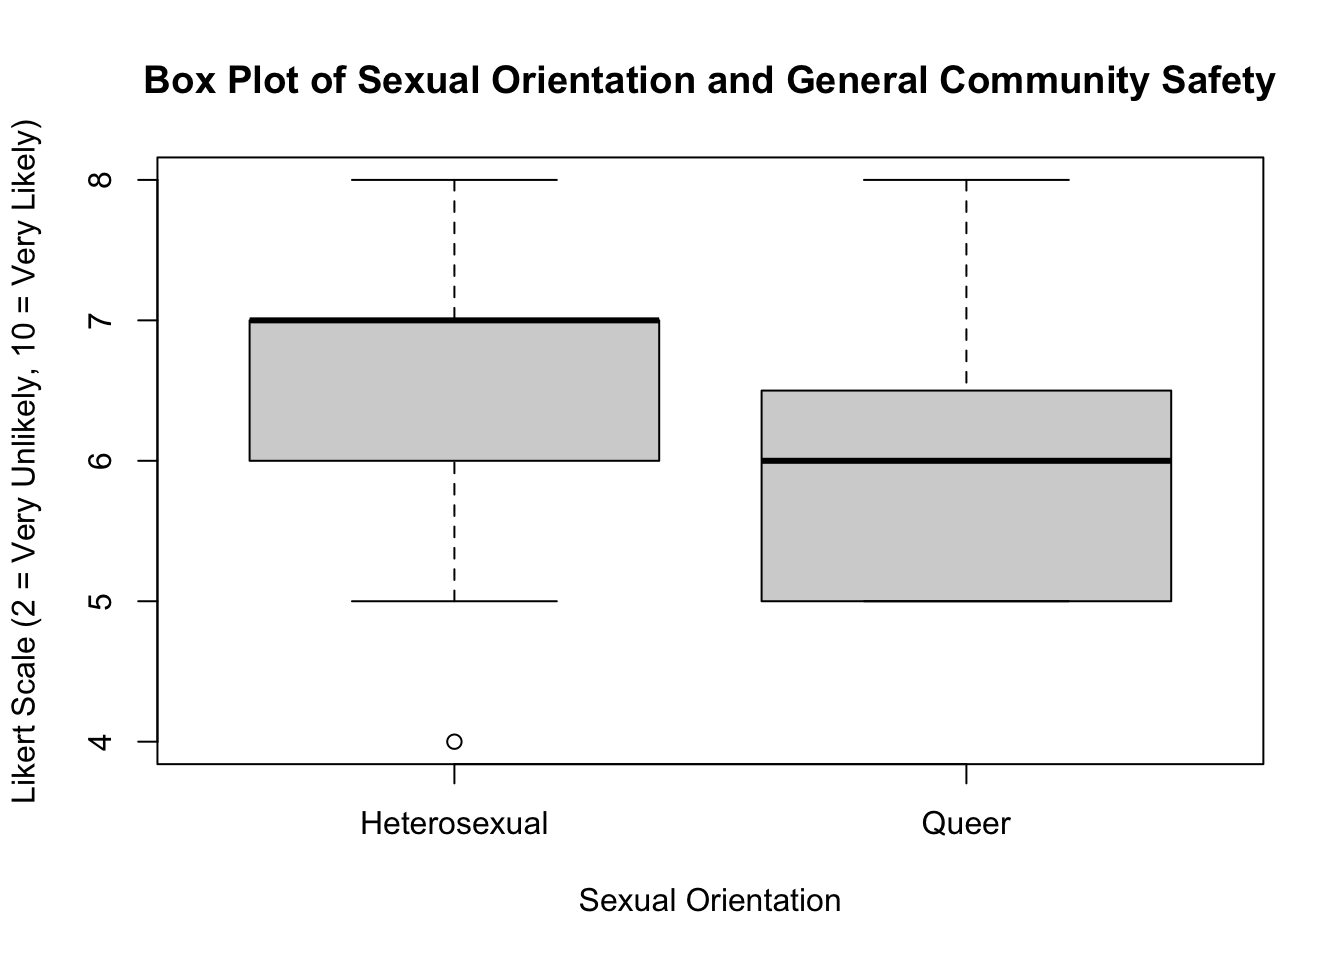 Box Plot of Sexual Orientation and General Community Safety
Likert Scale (2 = Very Unlikely, 10 = Very Likely)
8
7
6
5
4
Heterosexual
Queer
Sexual Orientation